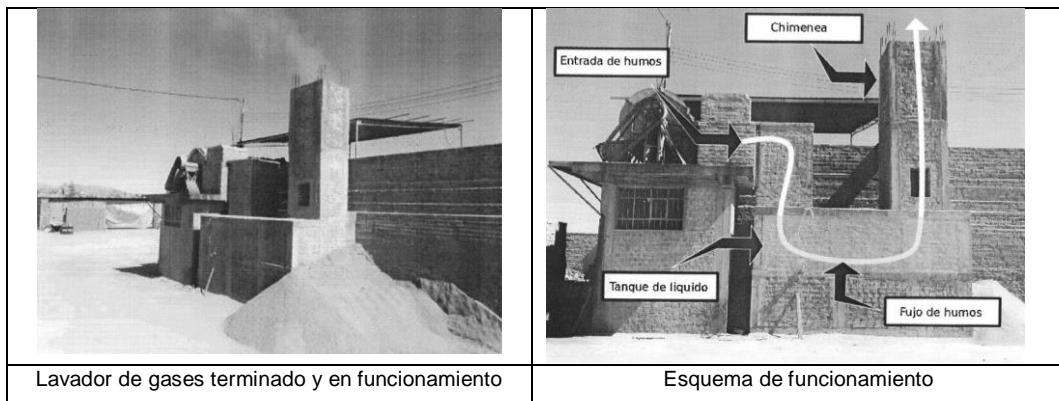 Chimenea
Entrada de humos
Tanque de liquido
Fujo de humos
Lavador de gases terminado y en funcionamiento
Esquema de funcionamiento